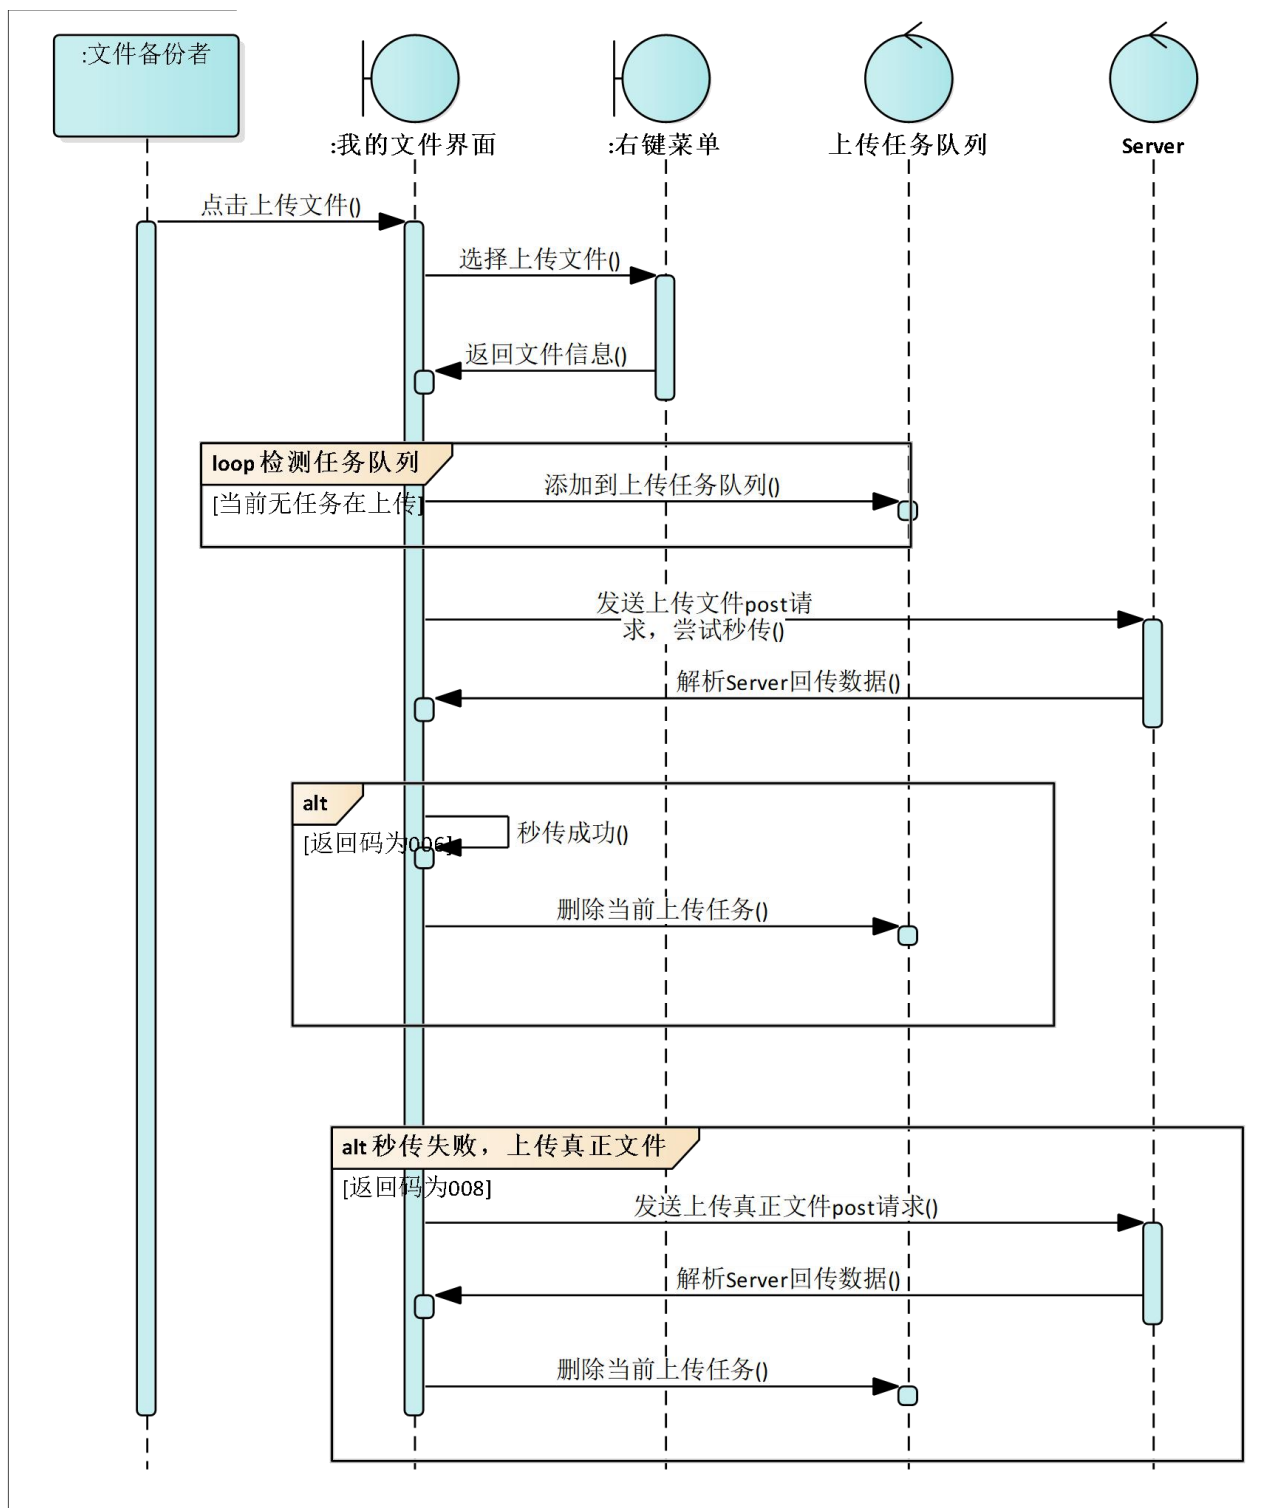 :文件备份者
:我的文件界面
:右键菜单
上传任务队列
Server
点击上传文件()
选择上传文件()
返回文件信息()
loop 检测任务队列
[当前无任务在上传]
添加到上传任务队列()
发送上传文件post请
求，尝试秒传()
解析Server回传数据()
alt
[返回码为006]
秒传成功()
删除当前上传任务()
alt 秒传失败，上传真正文件
[返回码为008]
发送上传真正文件post请求()
解析Server回传数据()
删除当前上传任务()